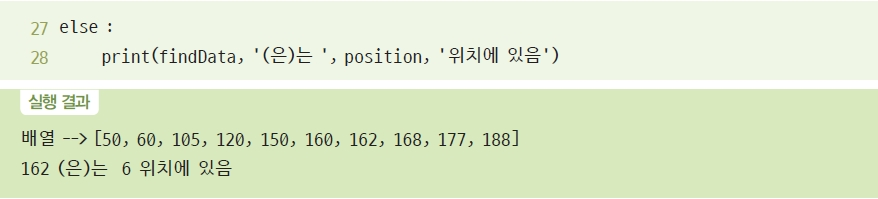 27 else :
28 print(findData, '(은)는 ', position, '위치에 있음')
실행 결과
배열 --> [50, 60, 105, 120, 150, 160, 162, 168, 177, 188]
162 (은)는  6 위치에 있음